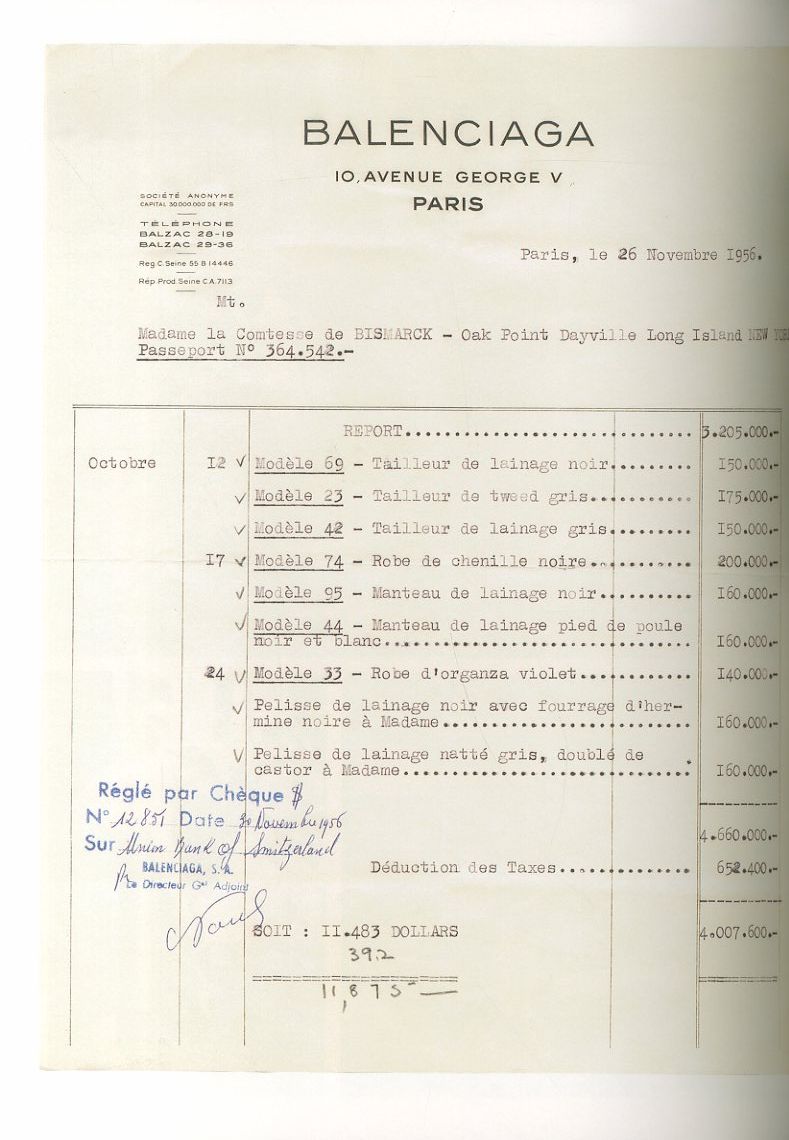 BALENCIAGA
10, AVENUE GEORGE V
PARIS
SOCIÉTÉ ANONYME
CAPITAL 30.000.000 DE FRS
TÉLÉPHONE
BALZAC 28-19
BALZAC 29-36
Reg C. Seine 55 B 14446
Rép Prod Seine C.A. 7113
Paris, le 26 Novembre 1956.
Mt.
Madame la Comtesse de BISMARCK - Oak Point Dayville Long Island NEW YORK
Passeport N° 364.542.-
REPORT.............................. 3.205.000.-
Octobre 12 ✓ Modèle 69 - Tailleur de lainage noir......... 150.000.-
✓ Modèle 23 - Tailleur de tweed gris........... 175.000.-
✓ Modèle 42 - Tailleur de lainage gris......... 150.000.-
17 ✓ Modèle 74 - Robe de chenille noire........... 200.000.-
✓ Modèle 95 - Manteau de lainage noir.......... 160.000.-
✓ Modèle 44 - Manteau de lainage pied de poule
noir et blanc.................................. 160.000.-
24 ✓ Modèle 33 - Robe d'organza violet............ 140.000.-
✓ Pelisse de lainage noir avec fourrage d'her-
mine noire à Madame............................ 160.000.-
✓ Pelisse de lainage natté gris, doublé de
castor à Madame................................ 160.000.-
Réglé par Chèque $
N° 12851 Date 30 Novembre 1956
Sur Union Bank of Switzerland
4.660.000.-
BALENCIAGA, S.A.
Déduction des Taxes................ 652.400.-
Le Directeur Gal Adjoint
SOIT : 11.483 DOLLARS 4.007.600.-
392
11,875 —